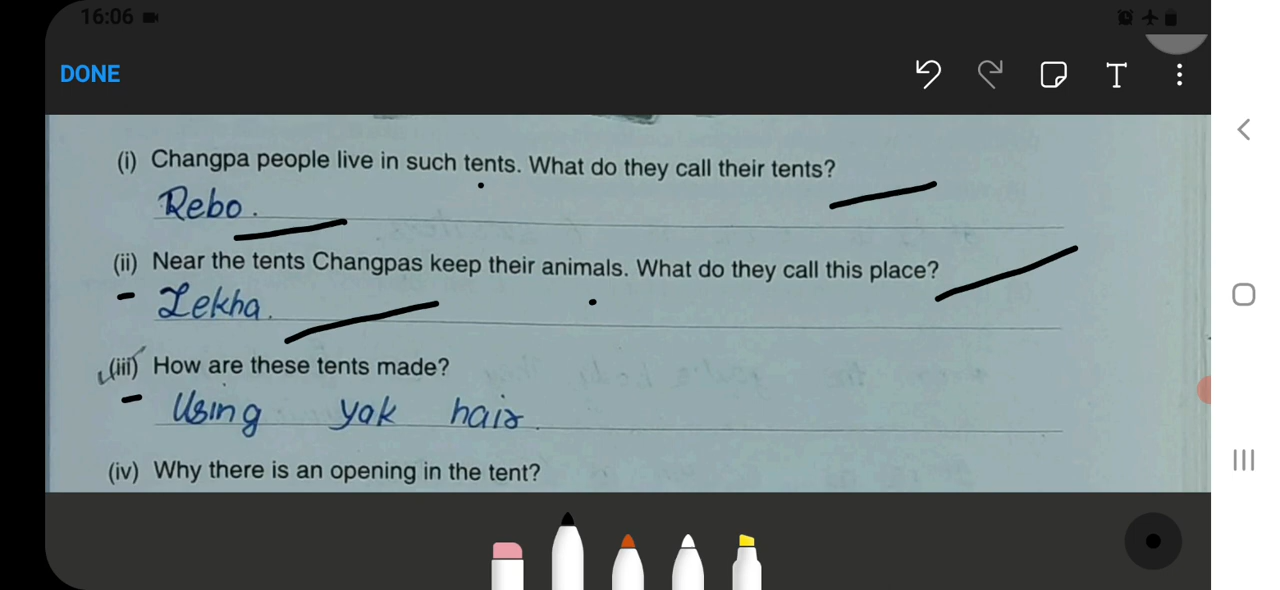 16:06
DONE
T
(i) Changpa people live in such tents. What do they call their tents?
Rebo.
(ii) Near the tents Changpas keep their animals. What do they call this place?
Lekha.
(iii) How are these tents made?
Using yak hair.
(iv) Why there is an opening in the tent?